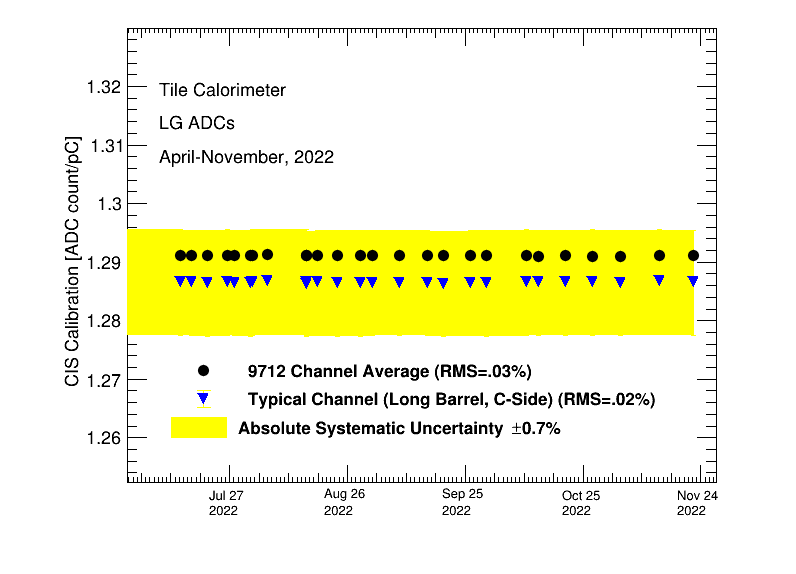 1.32
1.31
1.3
1.29
1.28
1.27
1.26
CIS Calibration [ADC count/pC]
Tile Calorimeter
LG ADCs
April-November, 2022
9712 Channel Average (RMS=.03%)
Typical Channel (Long Barrel, C-Side) (RMS=.02%)
Absolute Systematic Uncertainty ±0.7%
Jul 27
2022
Aug 26
2022
Sep 25
2022
Oct 25
2022
Nov 24
2022